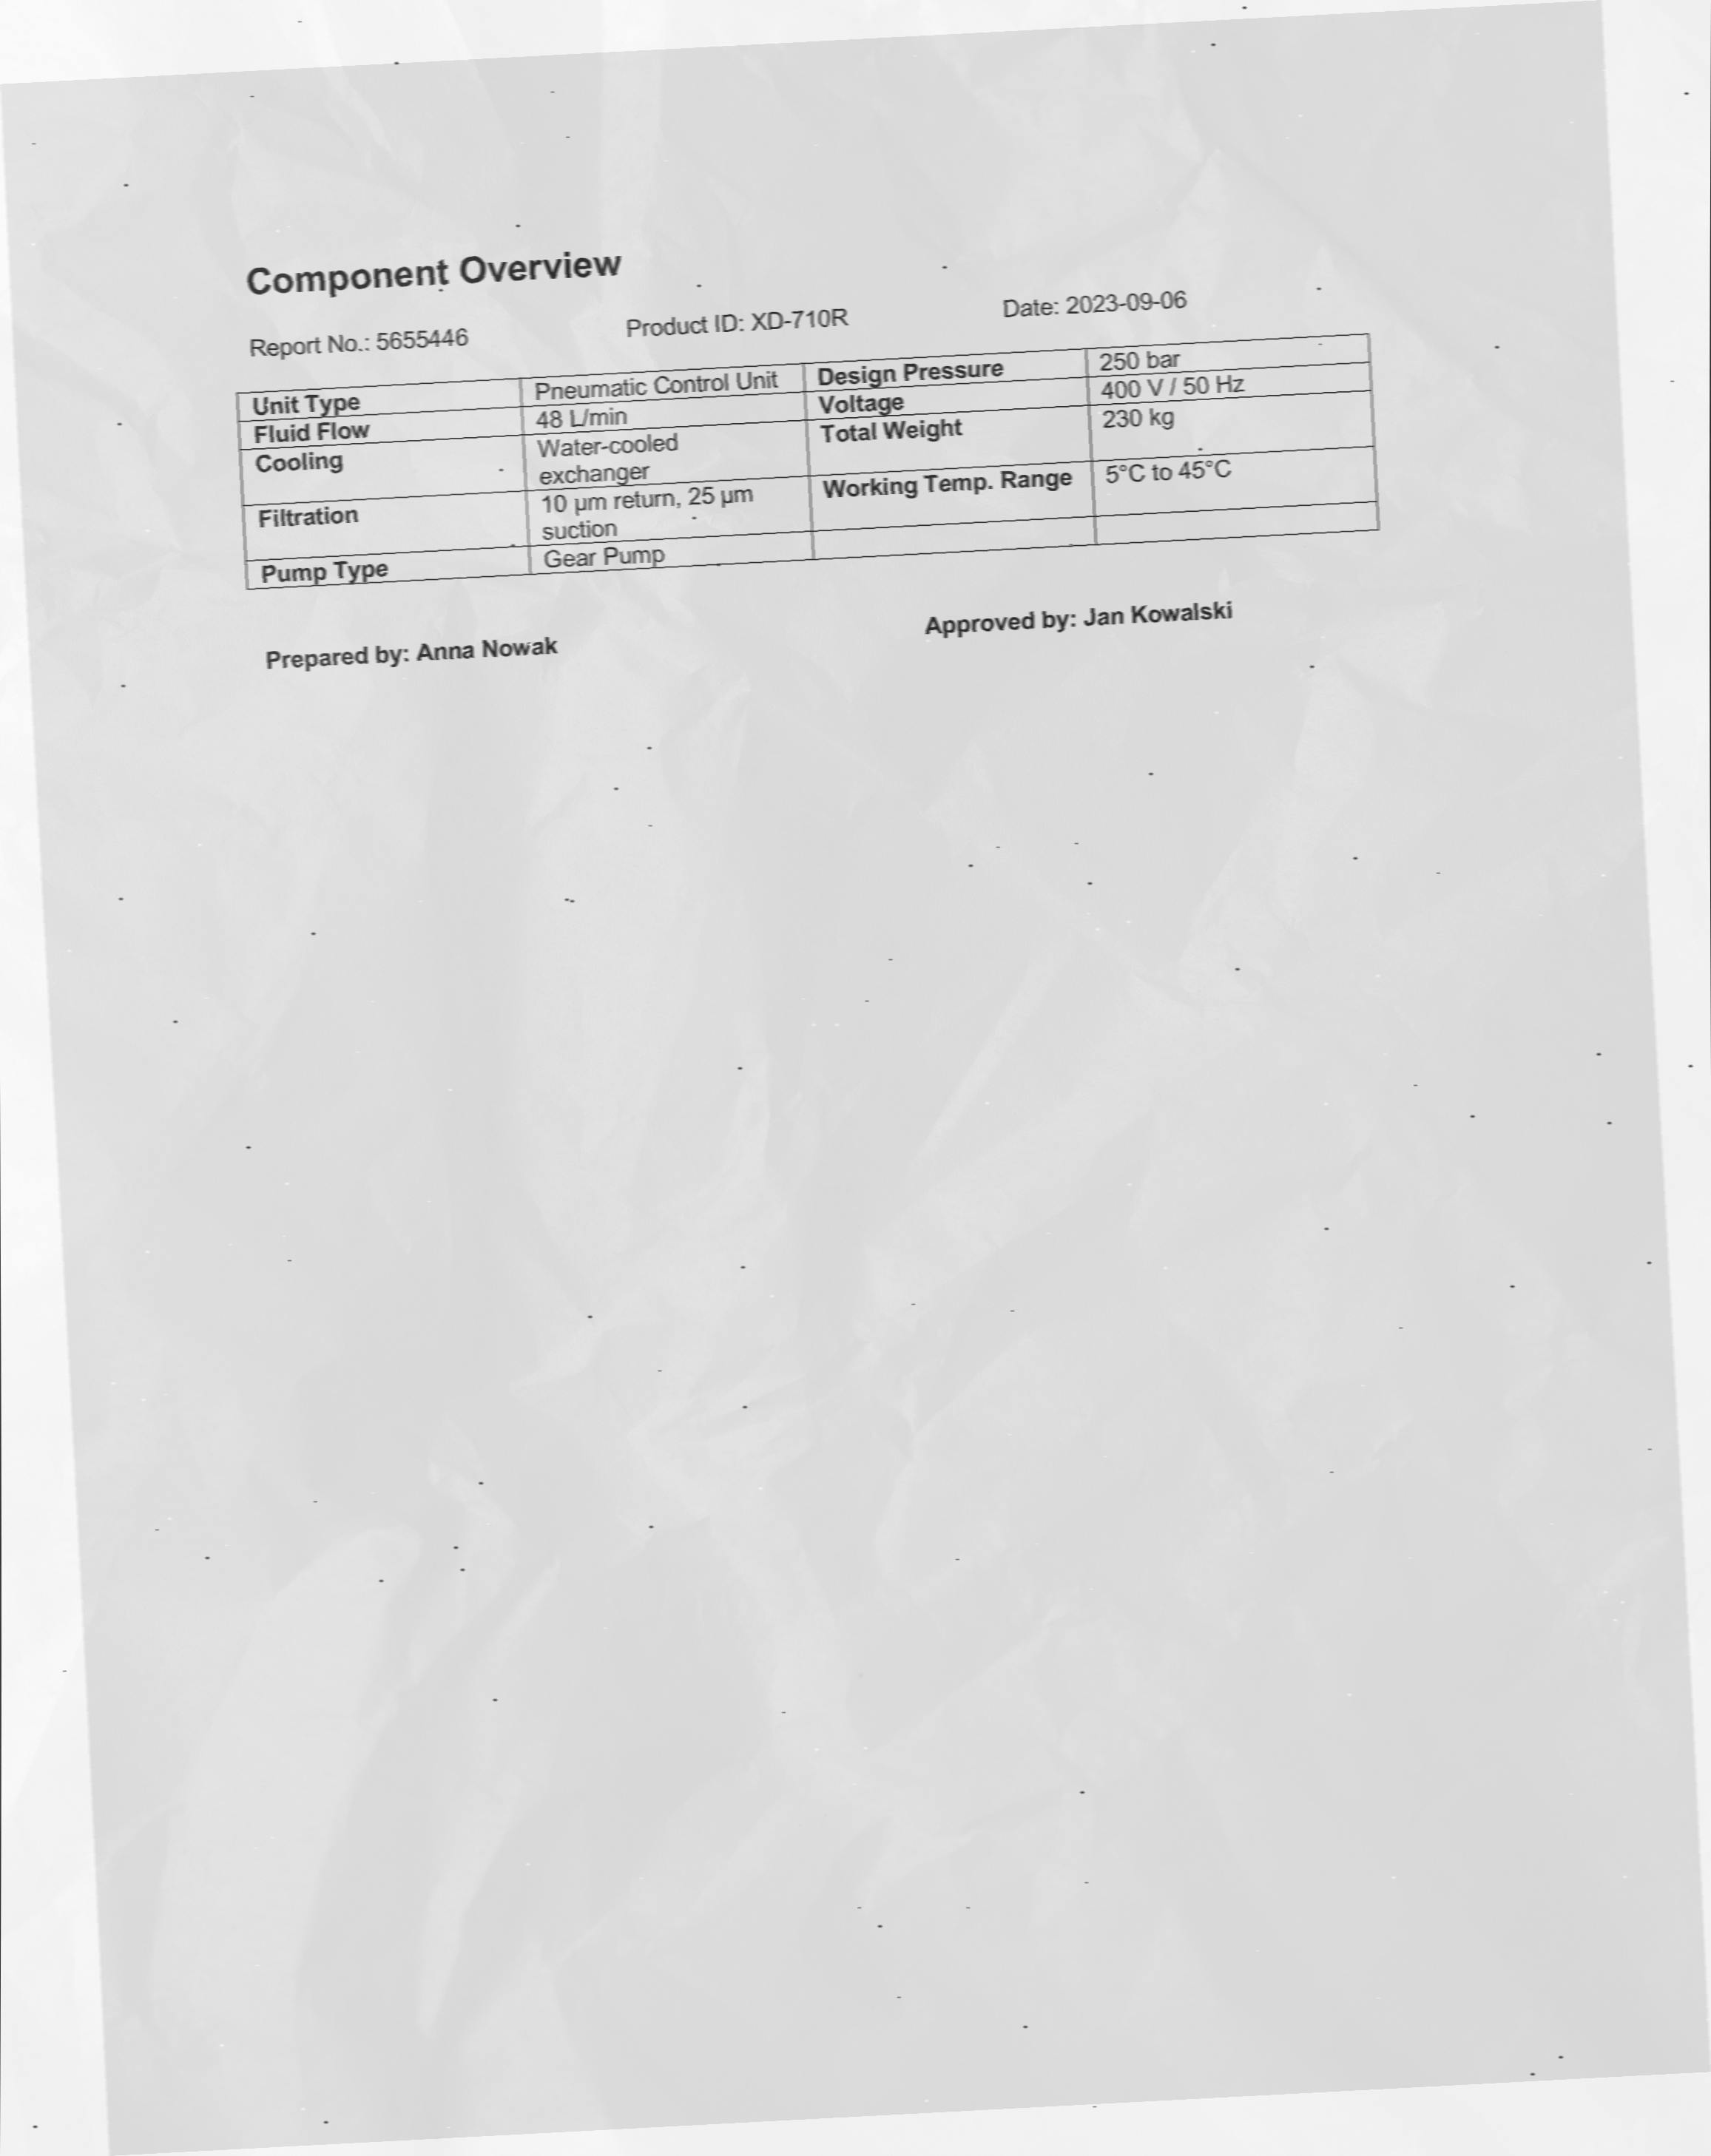 Component Overview
Report No.: 5655446 Product ID: XD-710R Date: 2023-09-06
Unit Type Pneumatic Control Unit Design Pressure 250 bar
Fluid Flow 48 L/min Voltage 400 V / 50 Hz
Cooling Water-cooled Total Weight 230 kg
exchanger
Filtration 10 µm return, 25 µm Working Temp. Range 5°C to 45°C
suction
Pump Type Gear Pump
Prepared by: Anna Nowak Approved by: Jan Kowalski